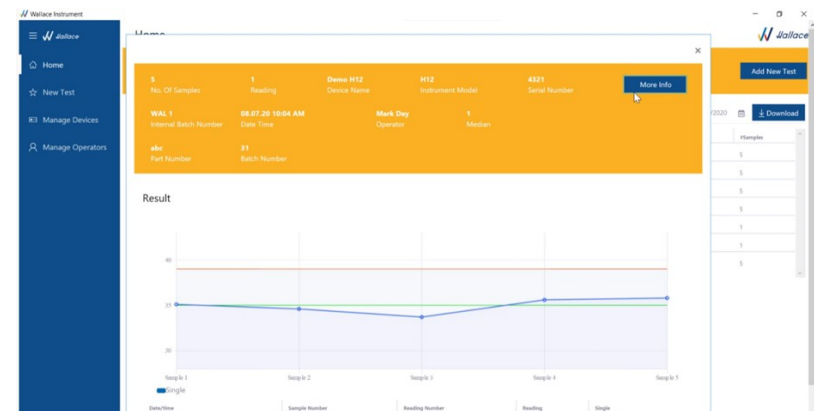 Wallace Instrument
Wallace
Home
Wallace
Home
New Test
Manage Devices
Manage Operators
Add New Test
/2020
Download
#Samples
5
5
5
5
1
1
5
5 1 Demo H12 H12 4321
No. Of Samples Reading Device Name Instrument Model Serial Number
More Info
WAL 1 08.07.20 10:04 AM Mark Day 1
Internal Batch Number Date Time Operator Median
abc 31
Part Number Batch Number
Result
40
35
30
Sample 1 Sample 2 Sample 3 Sample 4 Sample 5
Single
Date/time Sample Number Reading Number Reading Single